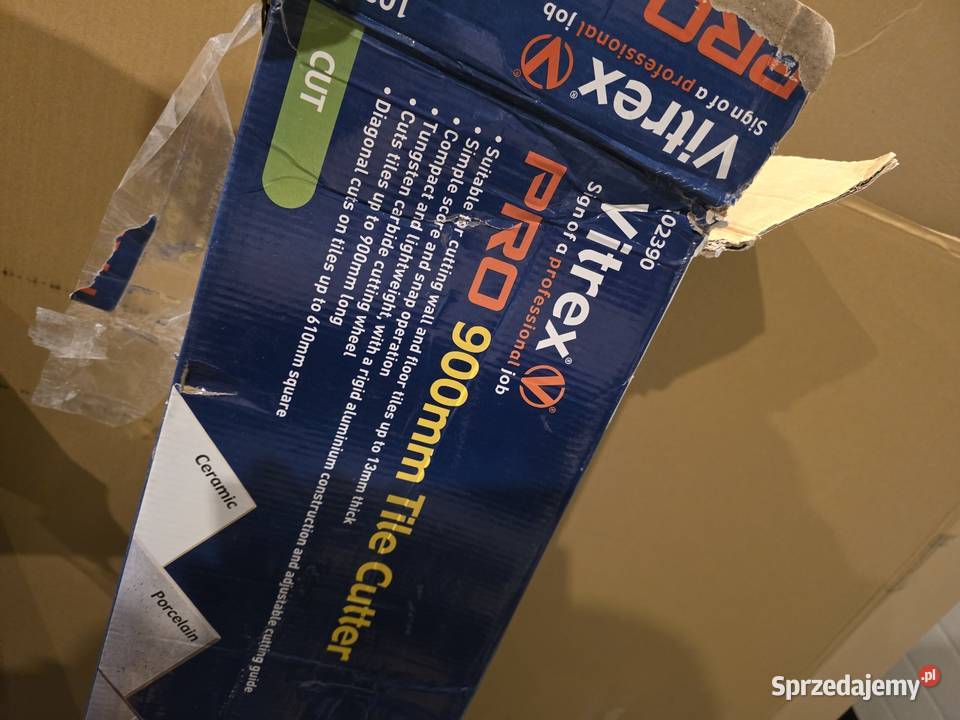 102390
Vitrex®
Sign of a professional job
PRO 900mm Tile Cutter
• Suitable for cutting wall and floor tiles up to 13mm thick
• Simple score and snap operation
• Compact and lightweight, with a rigid aluminium construction and adjustable cutting guide
• Tungsten carbide cutting wheel
• Cuts tiles up to 900mm long
• Diagonal cuts on tiles up to 610mm square
CUT
Ceramic
Porcelain
Vitrex®
Sign of a professional job
PRO
Sprzedajemy.pl